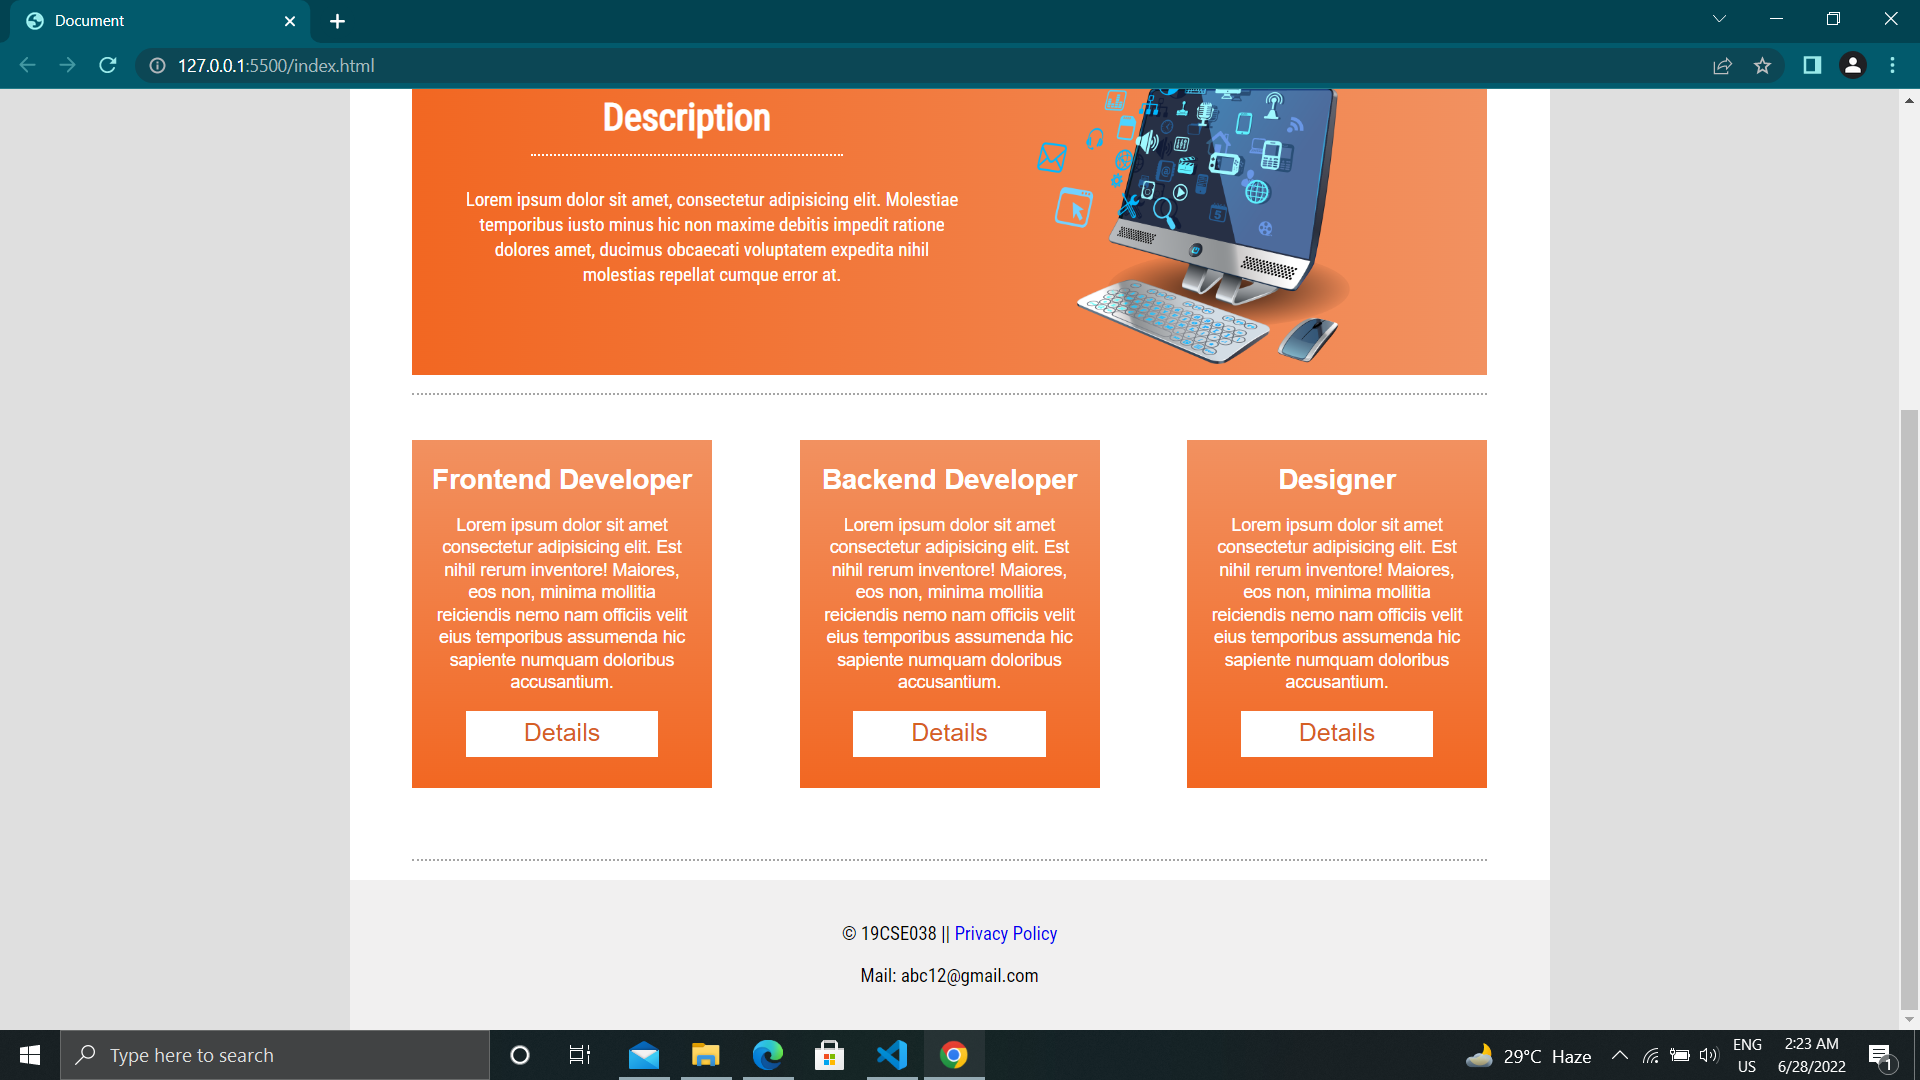 Document
127.0.0.1:5500/index.html
Description
Lorem ipsum dolor sit amet, consectetur adipisicing elit. Molestiae
temporibus iusto minus hic non maxime debitis impedit ratione
dolores amet, ducimus obcaecati voluptatem expedita nihil
molestias repellat cumque error at.
5
Frontend Developer
Lorem ipsum dolor sit amet
consectetur adipisicing elit. Est
nihil rerum inventore! Maiores,
eos non, minima mollitia
reiciendis nemo nam officiis velit
eius temporibus assumenda hic
sapiente numquam doloribus
accusantium.
Details
Backend Developer
Lorem ipsum dolor sit amet
consectetur adipisicing elit. Est
nihil rerum inventore! Maiores,
eos non, minima mollitia
reiciendis nemo nam officiis velit
eius temporibus assumenda hic
sapiente numquam doloribus
accusantium.
Details
Designer
Lorem ipsum dolor sit amet
consectetur adipisicing elit. Est
nihil rerum inventore! Maiores,
eos non, minima mollitia
reiciendis nemo nam officiis velit
eius temporibus assumenda hic
sapiente numquam doloribus
accusantium.
Details
© 19CSE038 || Privacy Policy
Mail: abc12@gmail.com
Type here to search
29°C Haze
ENG
US
2:23 AM
6/28/2022
1